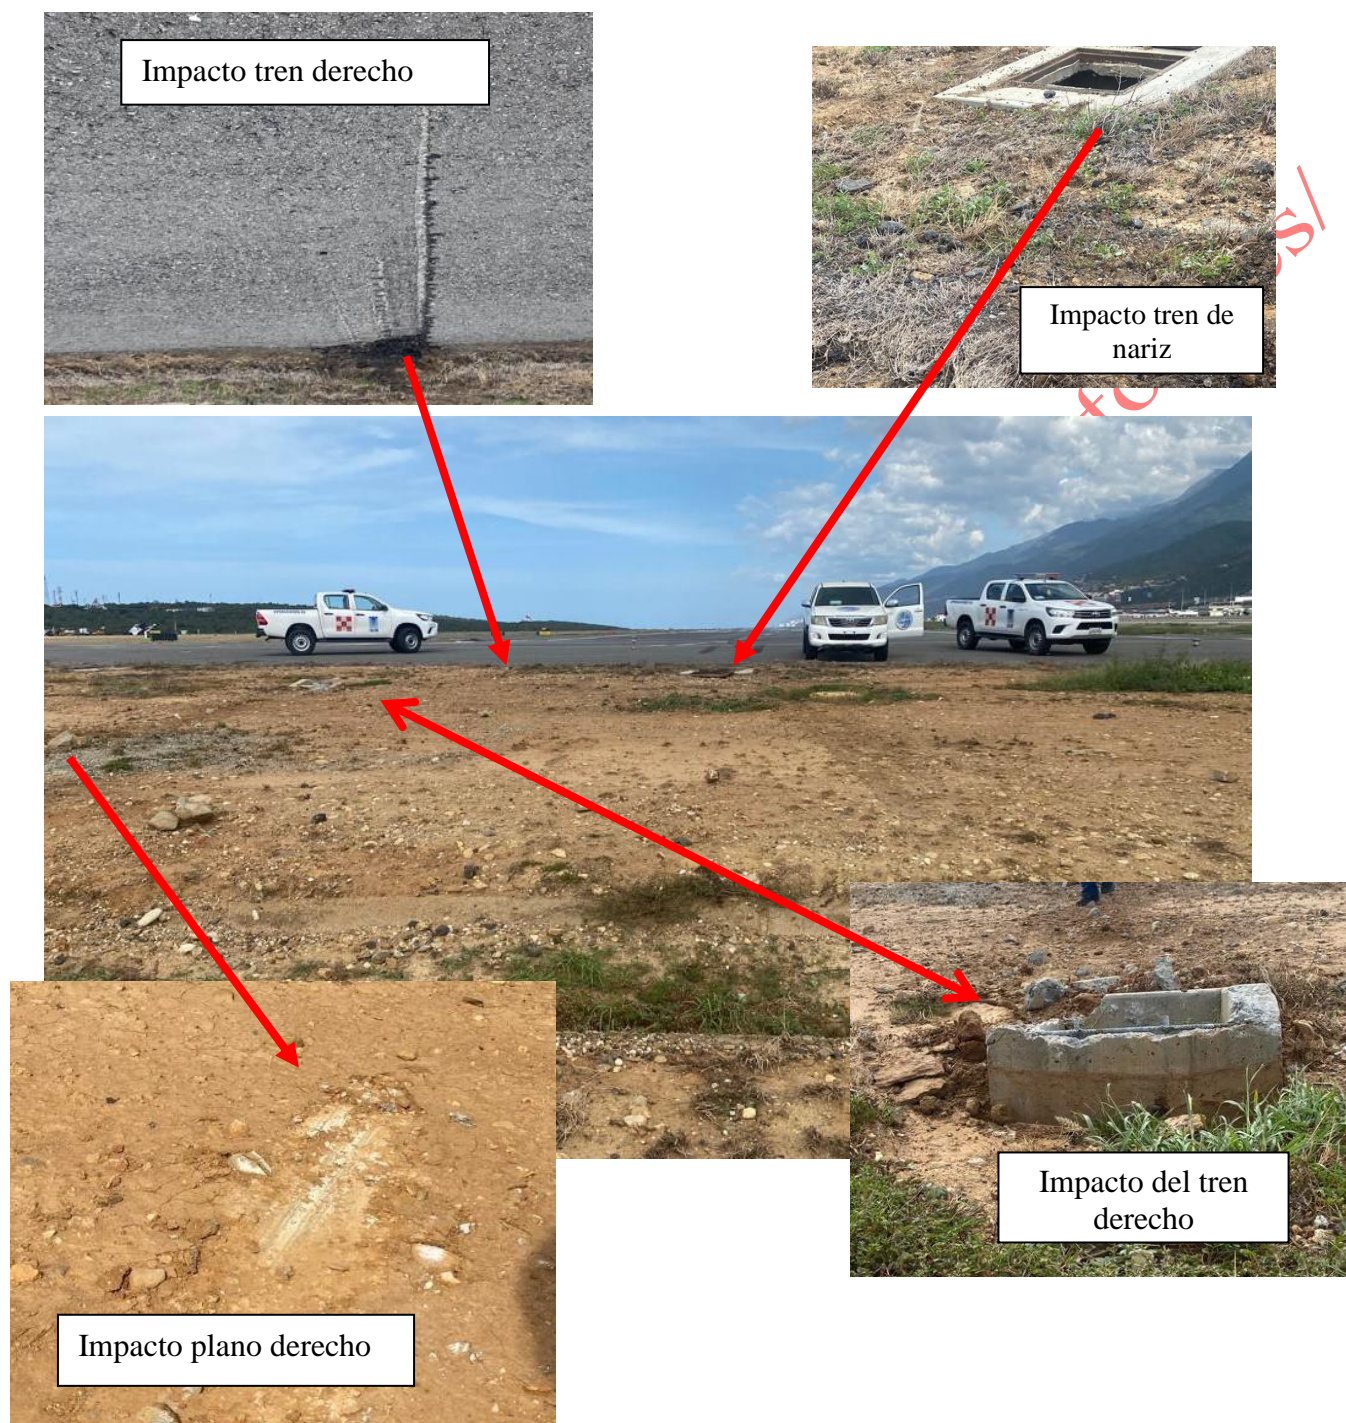 Impacto tren derecho
Impacto tren de
nariz
Impacto del tren
derecho
Impacto plano derecho